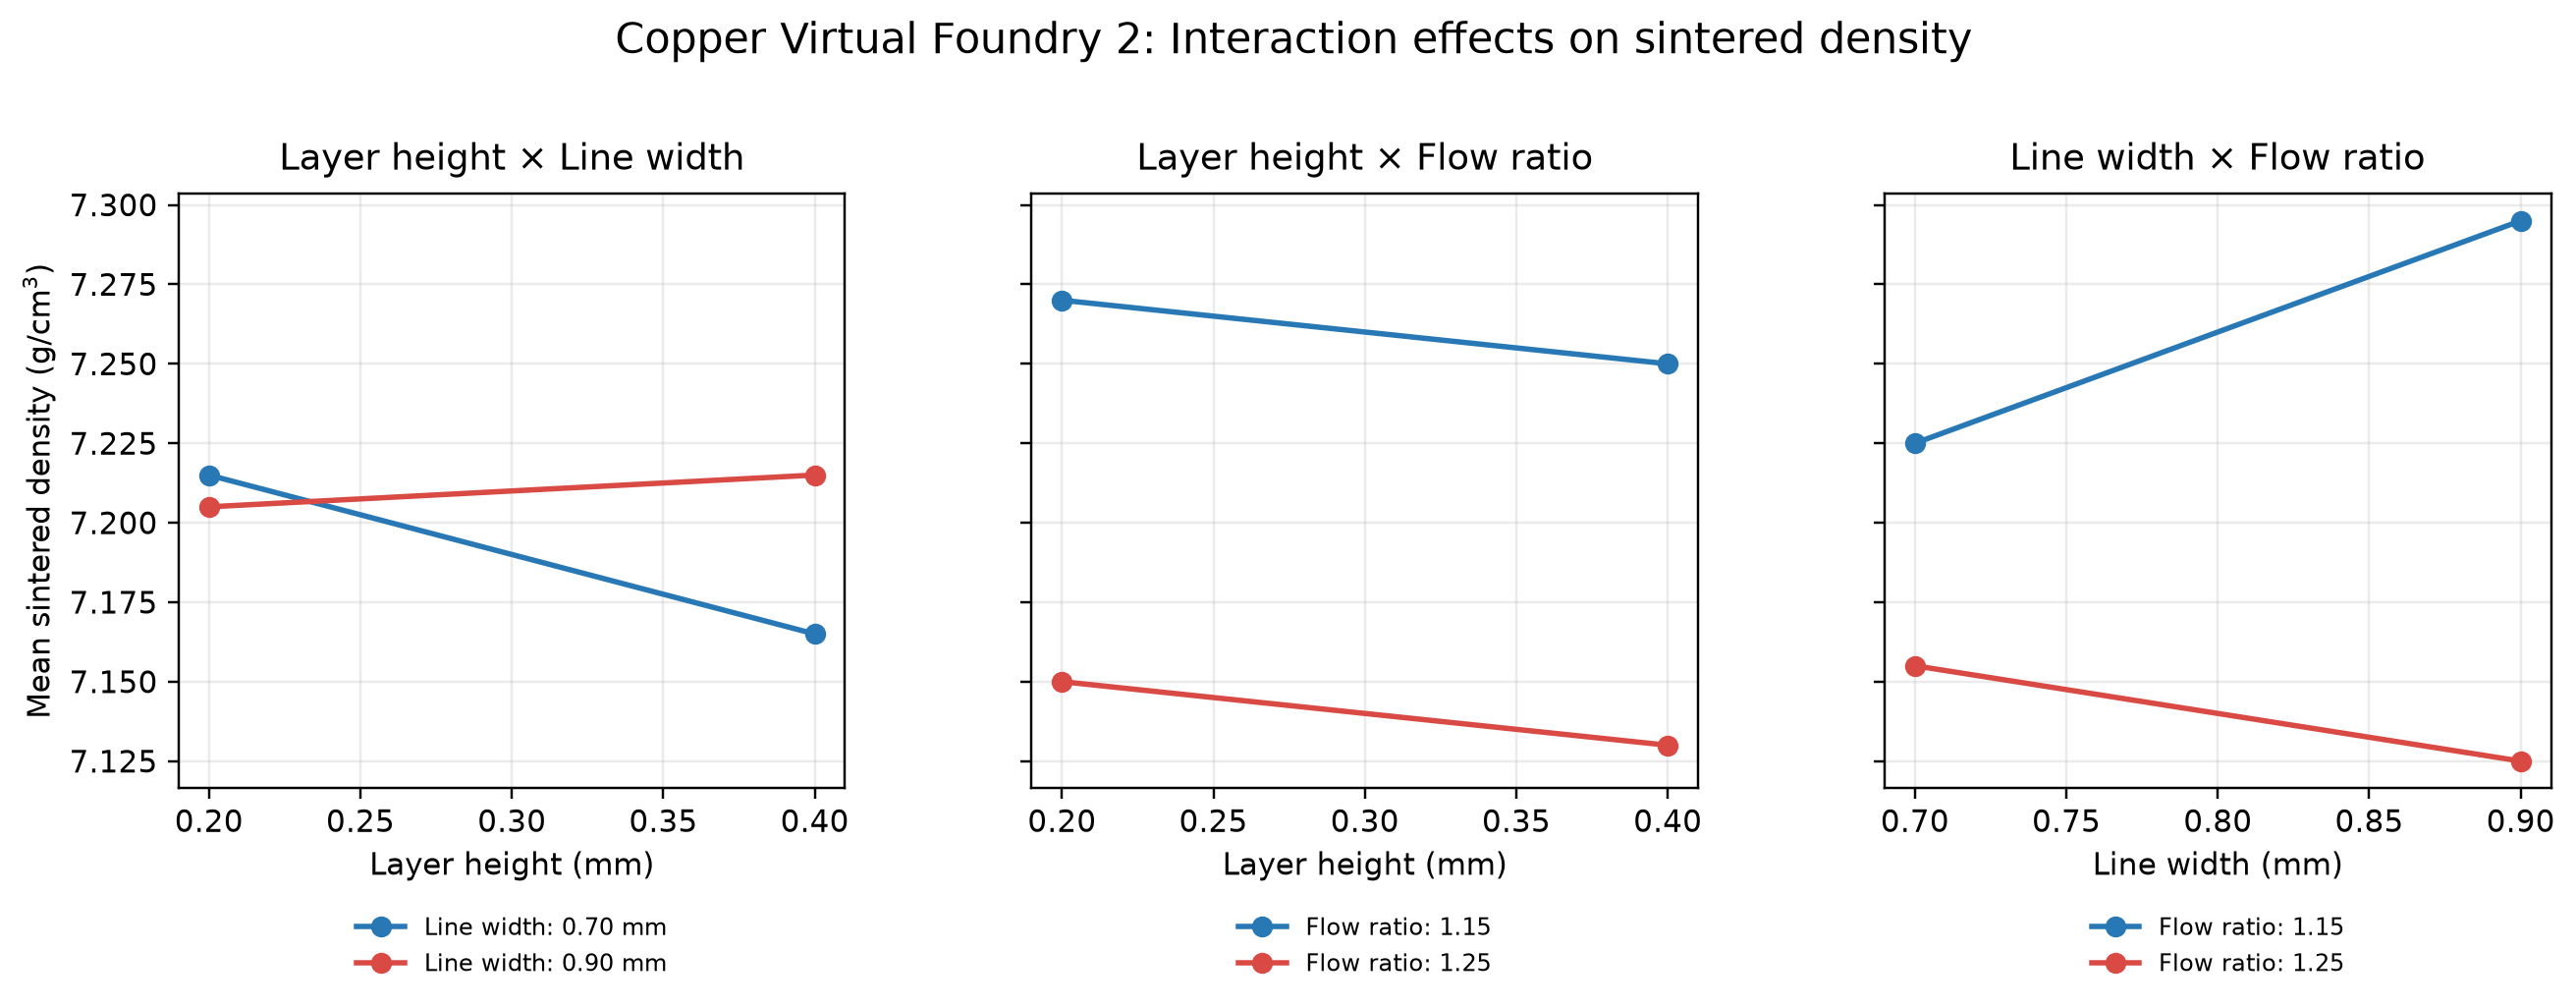 Copper Virtual Foundry 2: Interaction effects on sintered density
Layer height × Line width
Layer height × Flow ratio
Line width × Flow ratio
Mean sintered density (g/cm³)
7.300
7.275
7.250
7.225
7.200
7.175
7.150
7.125
0.20 0.25 0.30 0.35 0.40
0.20 0.25 0.30 0.35 0.40
0.70 0.75 0.80 0.85 0.90
Layer height (mm)
Layer height (mm)
Line width (mm)
Line width: 0.70 mm
Line width: 0.90 mm
Flow ratio: 1.15
Flow ratio: 1.25
Flow ratio: 1.15
Flow ratio: 1.25